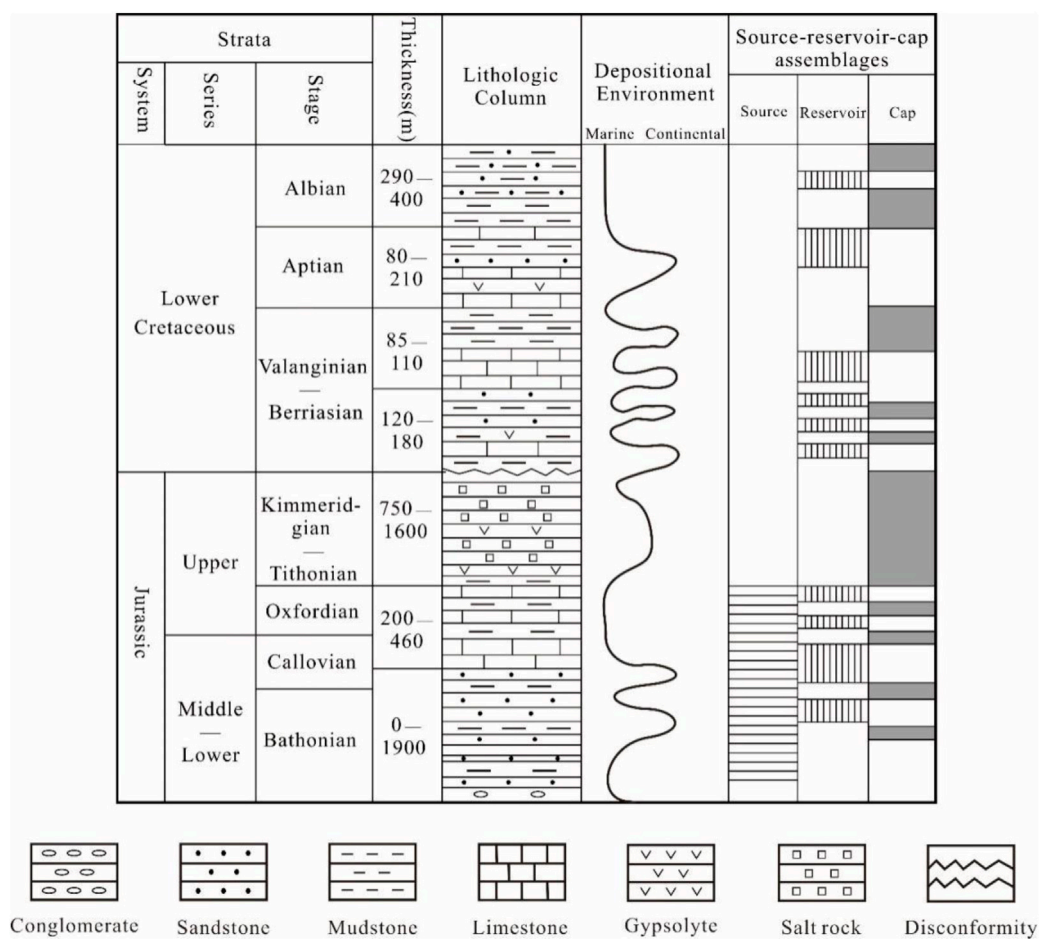 Strata
Thickness(m)
Lithologic
Column
Depositional
Environment
Marine Continental
Source-reservoir-cap
assemblages
System
Series
Stage
Source
Reservoir
Cap
Lower
Cretaceous
Albian
290—
400
Aptian
80—
210
Valanginian
—
Berriasian
85—
110
120—
180
Jurassic
Upper
Kimmerid-
gian
—
Tithonian
750—
1600
Oxfordian
200—
460
Middle
—
Lower
Callovian
Bathonian
0—
1900
Conglomerate
Sandstone
Mudstone
Limestone
Gypsolyte
Salt rock
Disconformity